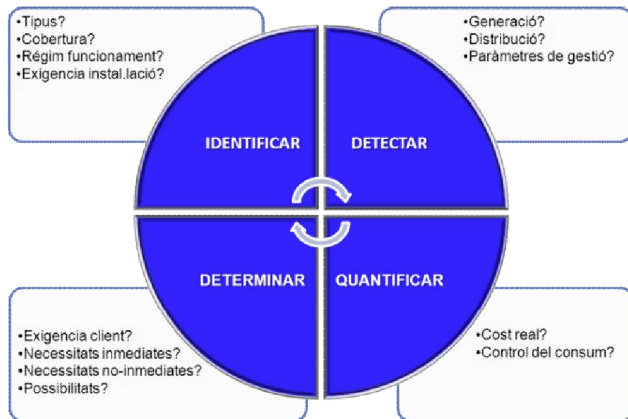 •Tipus?
•Cobertura?
•Régim funcionament?
•Exigencia instal.lació?
•Generació?
•Distribució?
•Paràmetres de gestió?
IDENTIFICAR
DETECTAR
DETERMINAR
QUANTIFICAR
•Exigencia client?
•Necessitats inmediates?
•Necessitats no-inmediates?
•Possibilitats?
•Cost real?
•Control del consum?